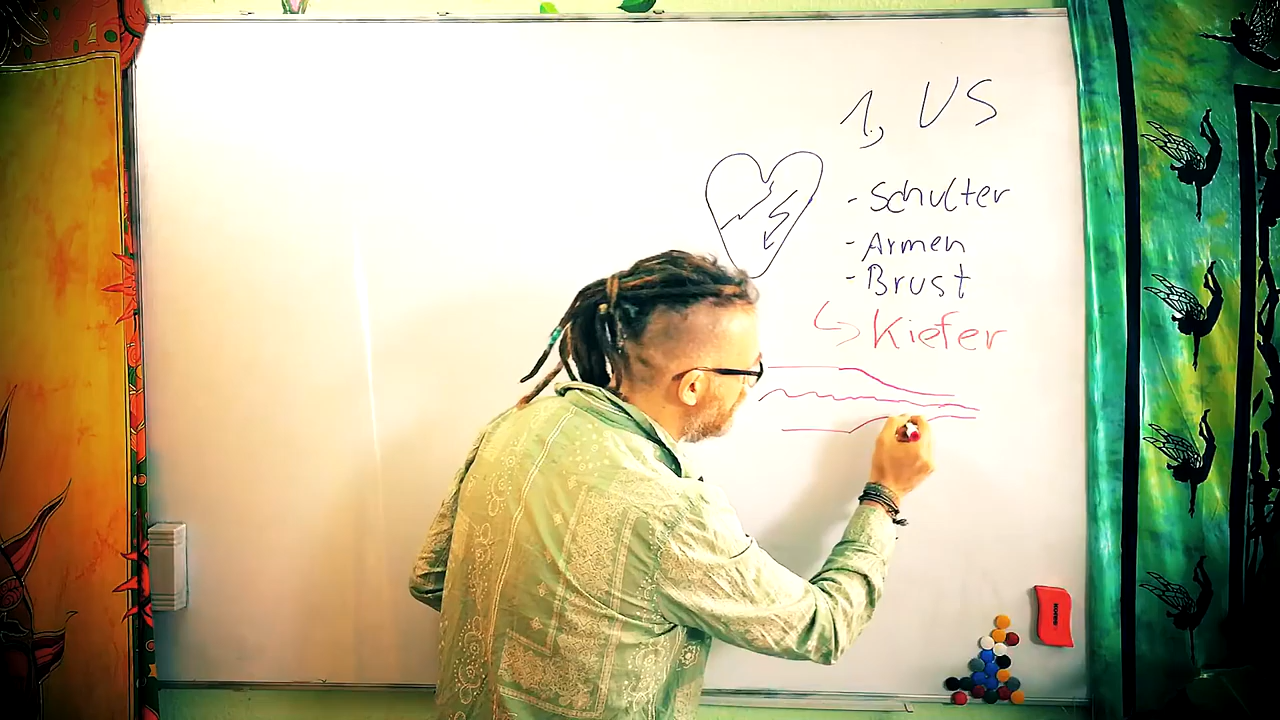 1, US
- Schulter
- Armen
- Brust
↳ Kiefer